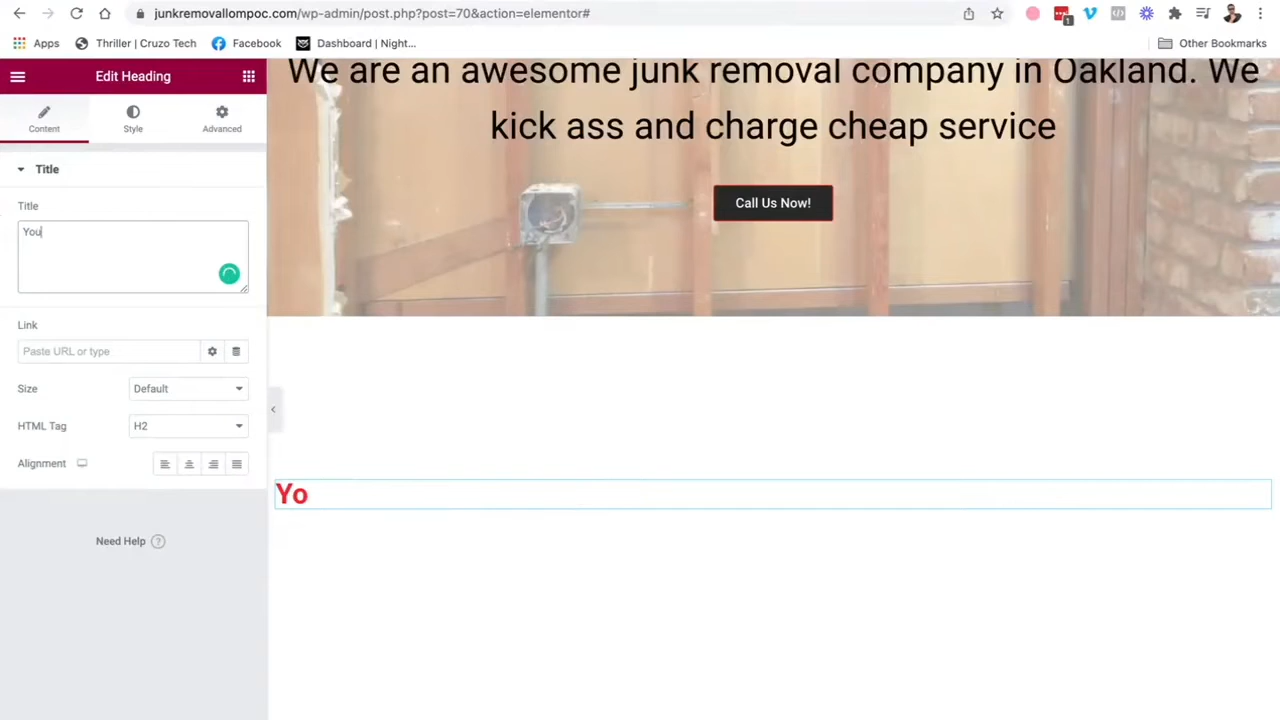 junkremovallompoc.com/wp-admin/post.php?post=70&action=elementor#
1
Apps
Thriller | Cruzo Tech
Facebook
Dashboard | Night...
Other Bookmarks
Edit Heading
Content
Style
Advanced
Title
Title
You
Link
Paste URL or type
Size
Default
HTML Tag
H2
Alignment
Need Help ?
We are an awesome junk removal company in Oakland. We
kick ass and charge cheap service
Call Us Now!
Yo